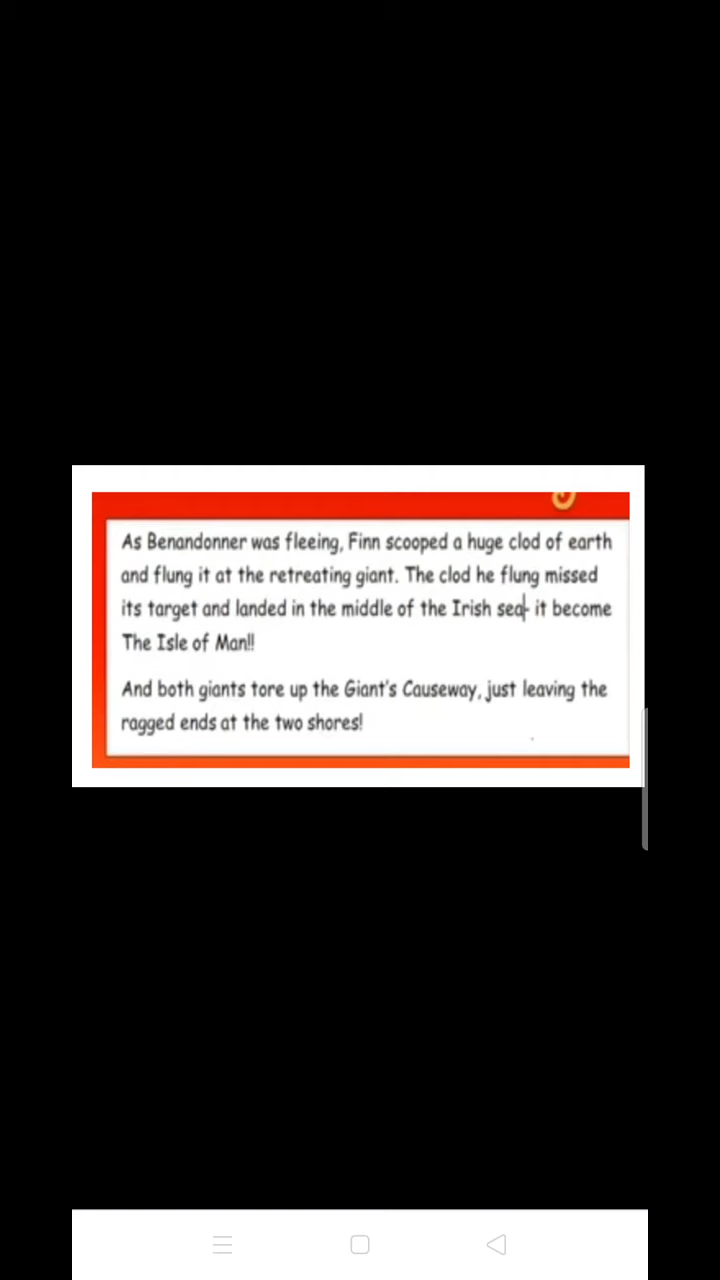 As Benandonner was fleeing, Finn scooped a huge clod of earth
and flung it at the retreating giant. The clod he flung missed
its target and landed in the middle of the Irish sea- it become
The Isle of Man!!
And both giants tore up the Giant's Causeway, just leaving the
ragged ends at the two shores!